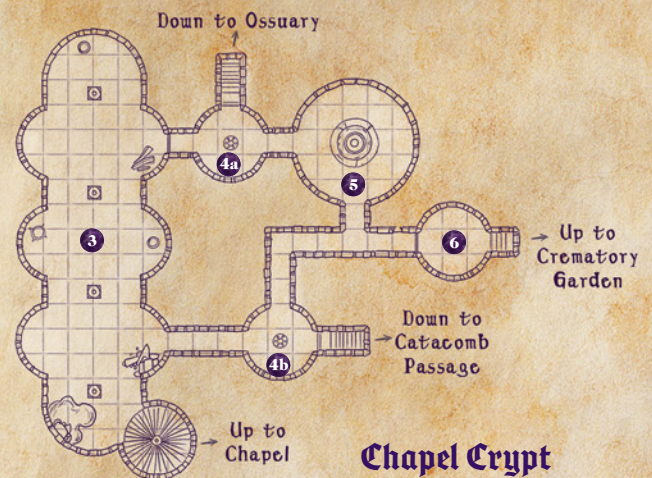 Down to Ossuary
4a
5
3
6
Up to
Crematory
Garden
Down to
Catacomb
Passage
4b
Up to
Chapel
Chapel Crypt